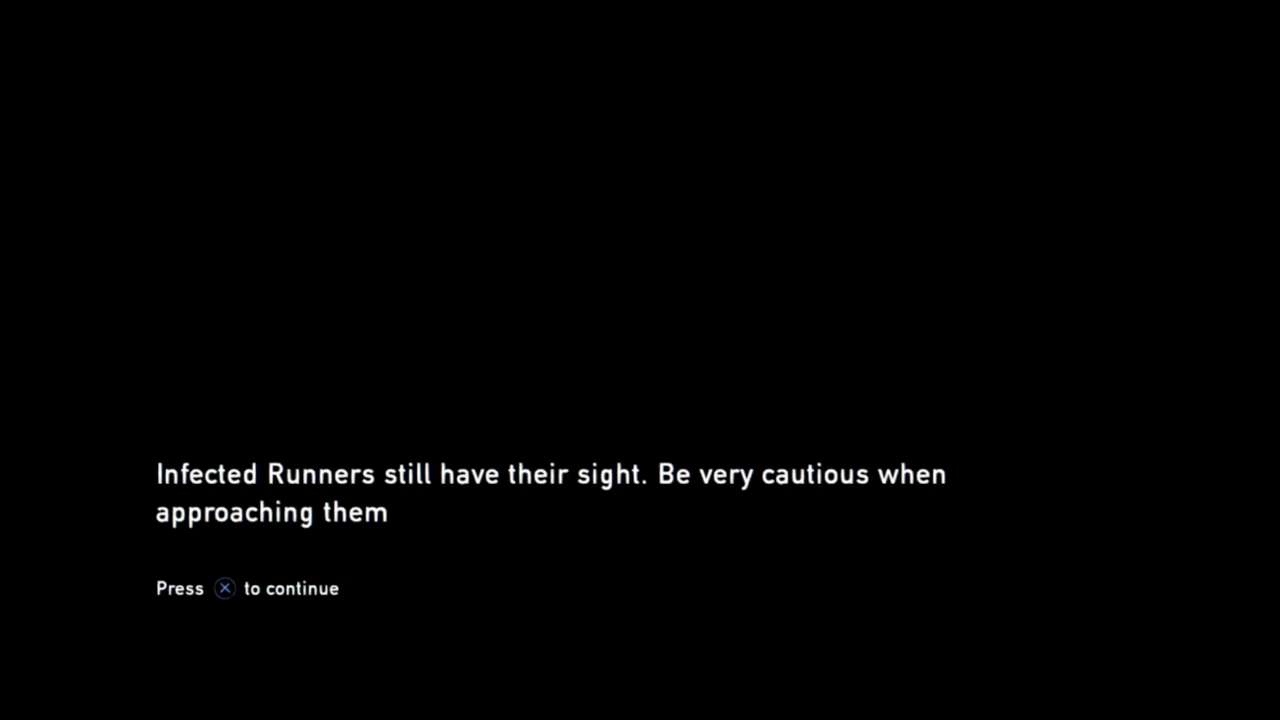 Infected Runners still have their sight. Be very cautious when
approaching them
Press ⓧ to continue